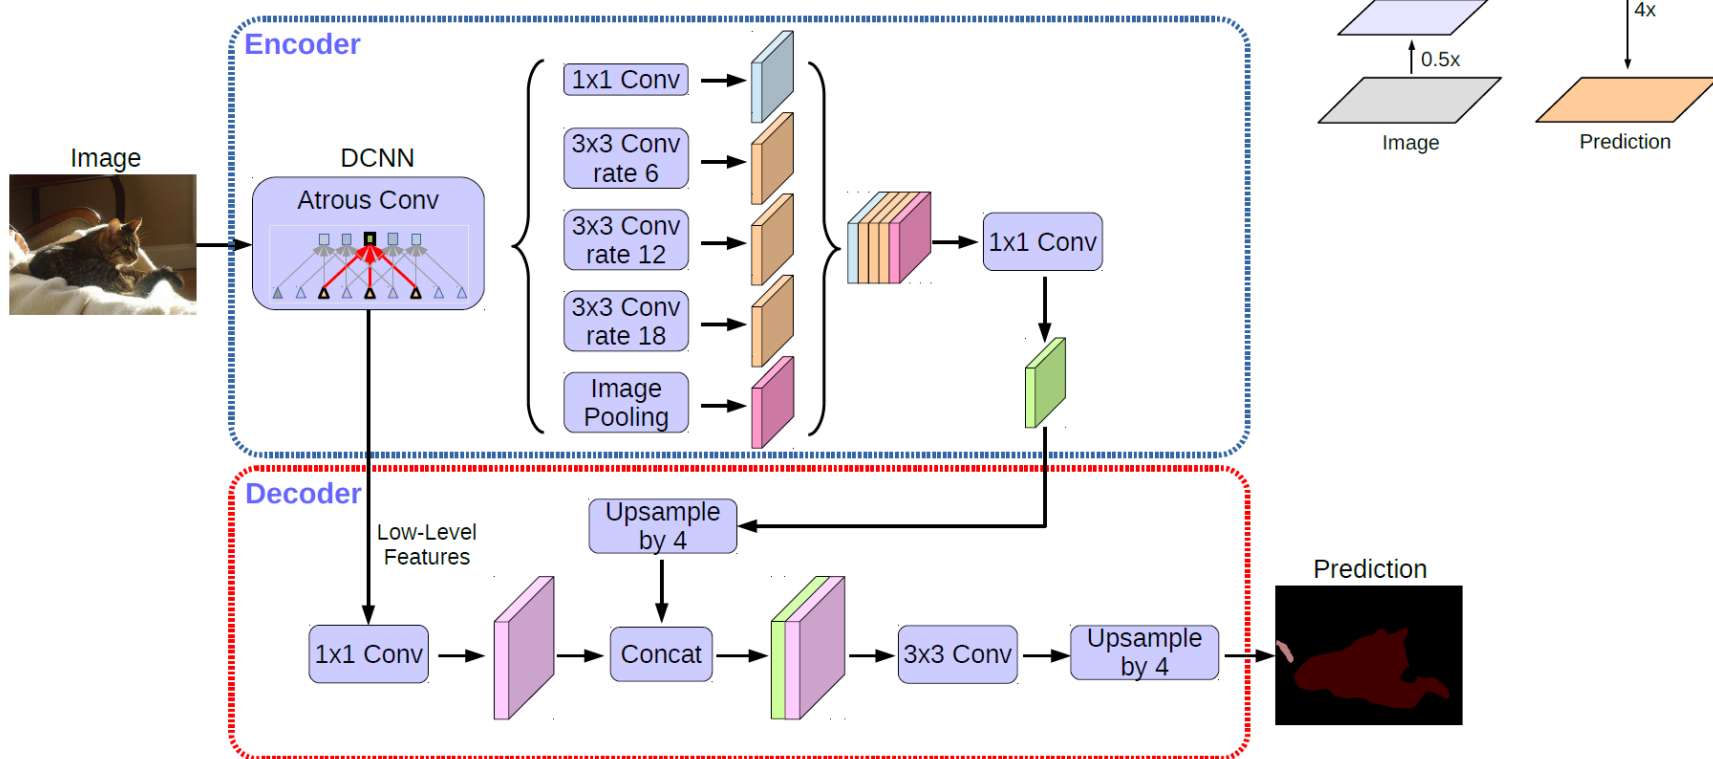 Encoder
Image
DCNN
Atrous Conv
1x1 Conv
3x3 Conv
rate 6
3x3 Conv
rate 12
3x3 Conv
rate 18
Image
Pooling
1x1 Conv
4x
0.5x
Image
Prediction
Decoder
Low-Level
Features
Upsample
by 4
1x1 Conv
Concat
3x3 Conv
Upsample
by 4
Prediction